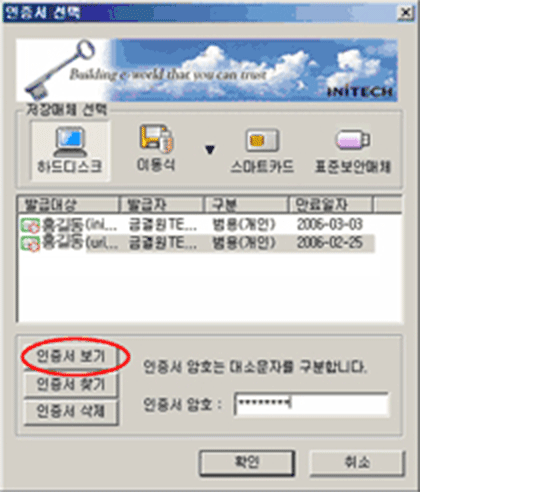 인증서 선택
Building e-world that you can trust
INITECH
저장매체 선택
하드디스크 이동식 스마트카드 표준보안매체
발급대상 발급자 구분 만료일자
홍길동(ini... 금결원TE... 범용(개인) 2006-03-03
홍길동(url... 금결원TE... 범용(개인) 2006-02-25
인증서 보기
인증서 암호는 대소문자를 구분합니다.
인증서 찾기
인증서 삭제
인증서 암호 : ********
확인 취소